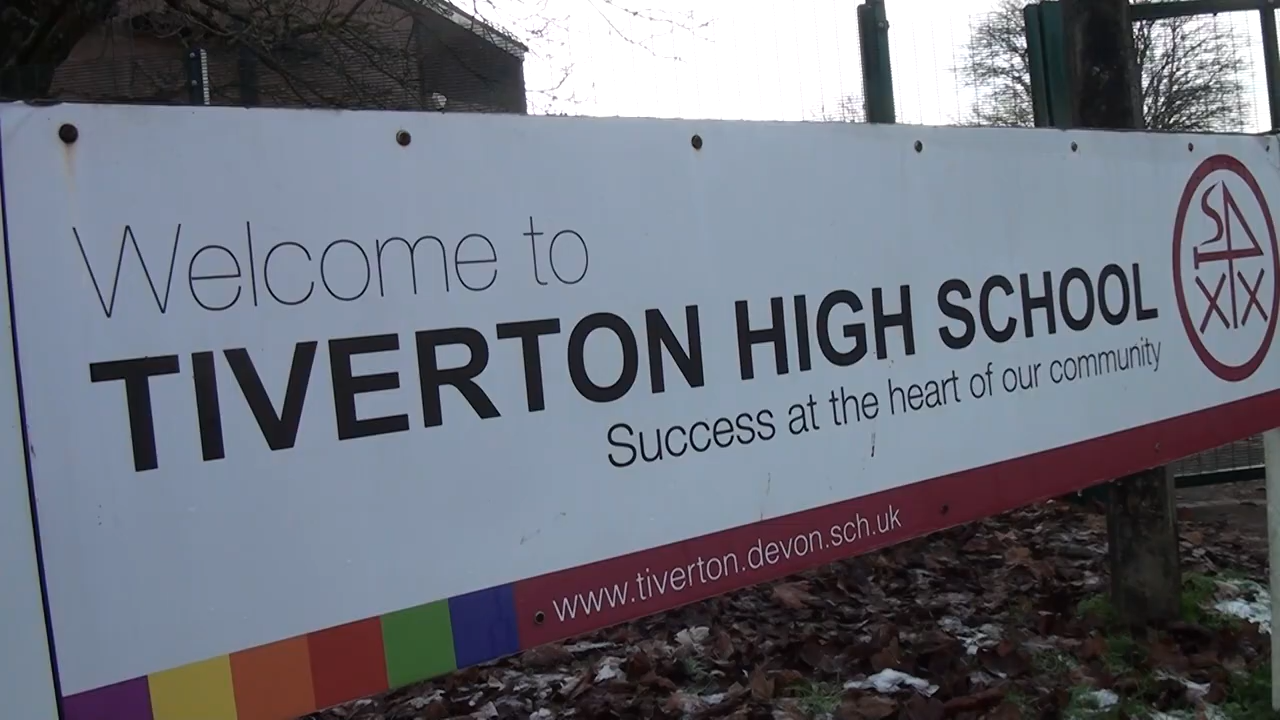 Welcome to
TIVERTON HIGH SCHOOL
Success at the heart of our community
www.tiverton.devon.sch.uk